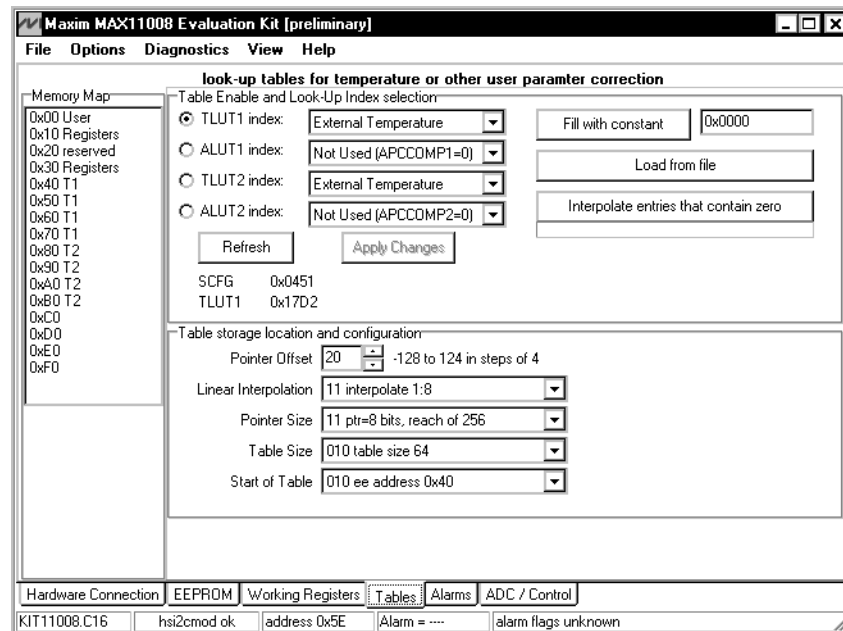 Maxim MAX11008 Evaluation Kit [preliminary]
File Options Diagnostics View Help
look-up tables for temperature or other user paramter correction
Memory Map
0x00 User
0x10 Registers
0x20 reserved
0x30 Registers
0x40 T1
0x50 T1
0x60 T1
0x70 T1
0x80 T2
0x90 T2
0xA0 T2
0xB0 T2
0xC0
0xD0
0xE0
0xF0
Table Enable and Look-Up Index selection
TLUT1 index: External Temperature
ALUT1 index: Not Used (APCCOMP1=0)
TLUT2 index: External Temperature
ALUT2 index: Not Used (APCCOMP2=0)
Fill with constant 0x0000
Load from file
Interpolate entries that contain zero
Refresh Apply Changes
SCFG 0x0451
TLUT1 0x17D2
Table storage location and configuration
Pointer Offset 20 -128 to 124 in steps of 4
Linear Interpolation 11 interpolate 1:8
Pointer Size 11 ptr=8 bits, reach of 256
Table Size 010 table size 64
Start of Table 010 ee address 0x40
Hardware Connection EEPROM Working Registers Tables Alarms ADC / Control
KIT11008.C16 hsi2cmod ok address 0x5E Alarm = ---- alarm flags unknown